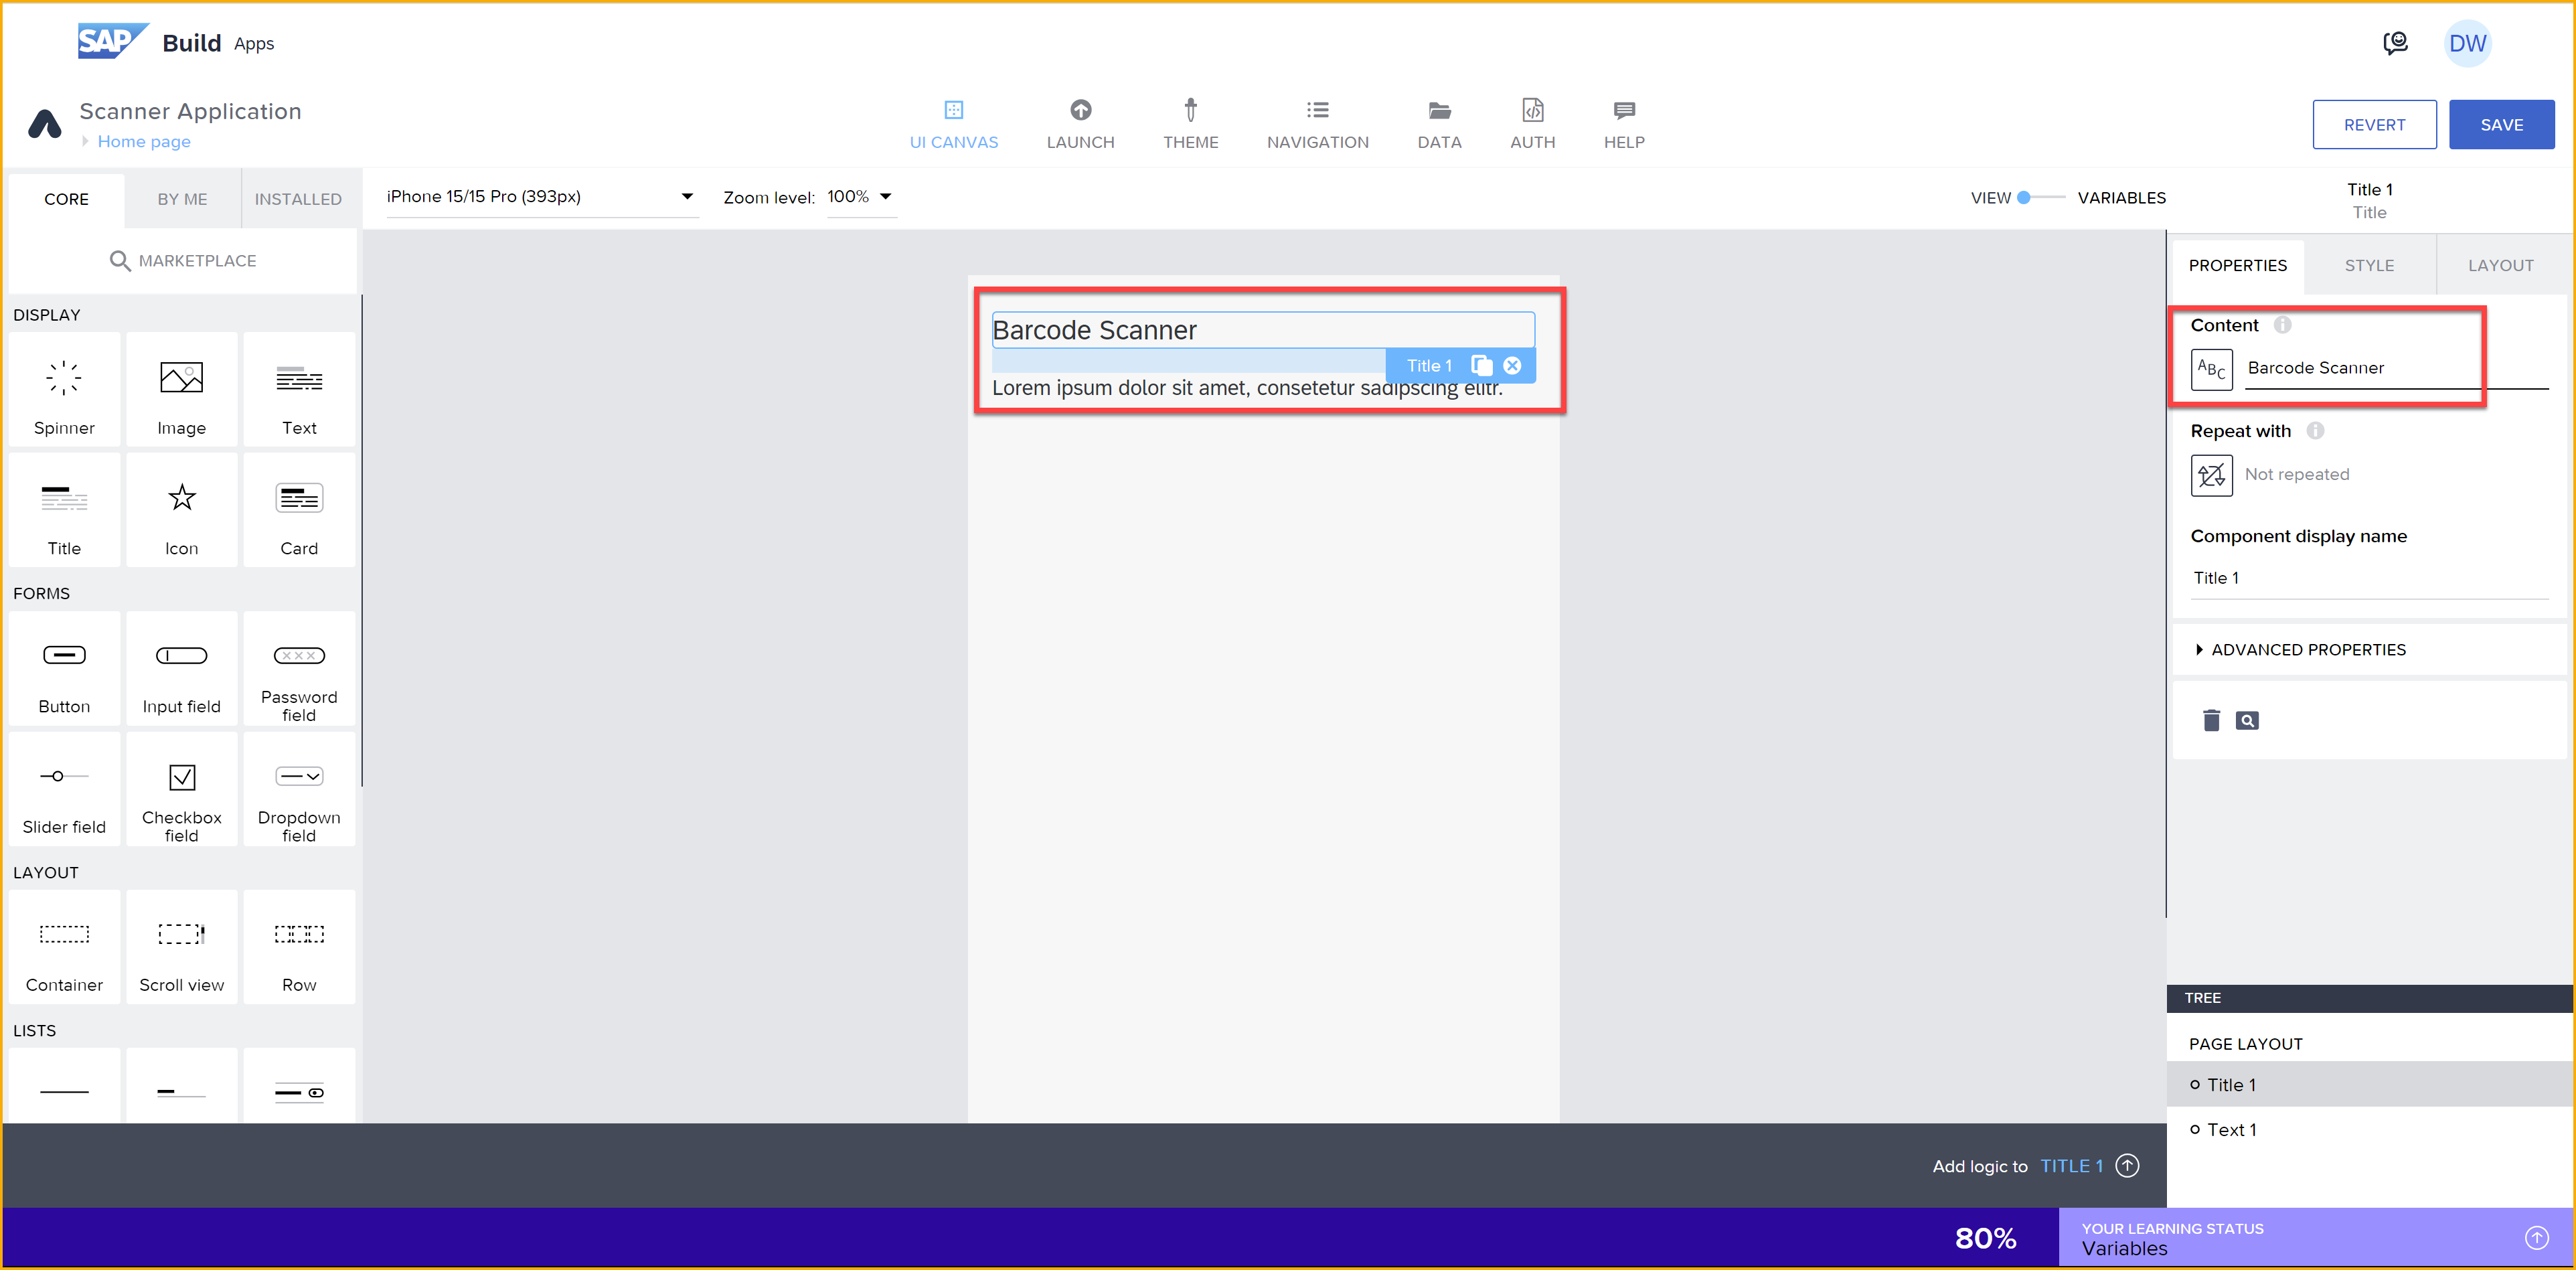 SAP Build Apps
DW
Scanner Application
Home page
UI CANVAS
LAUNCH
THEME
NAVIGATION
DATA
AUTH
HELP
REVERT
SAVE
CORE
BY ME
INSTALLED
iPhone 15/15 Pro (393px)
Zoom level: 100%
VIEW
VARIABLES
Title 1
Title
MARKETPLACE
DISPLAY
Spinner
Image
Text
Title
Icon
Card
FORMS
Button
Input field
Password
field
Slider field
Checkbox
field
Dropdown
field
LAYOUT
Container
Scroll view
Row
LISTS
Barcode Scanner
Title 1
Lorem ipsum dolor sit amet, consetetur sadipscing elitr.
PROPERTIES
STYLE
LAYOUT
Content
ABC
Barcode Scanner
Repeat with
Not repeated
Component display name
Title 1
ADVANCED PROPERTIES
TREE
PAGE LAYOUT
Title 1
Text 1
Add logic to TITLE 1
80%
YOUR LEARNING STATUS
Variables